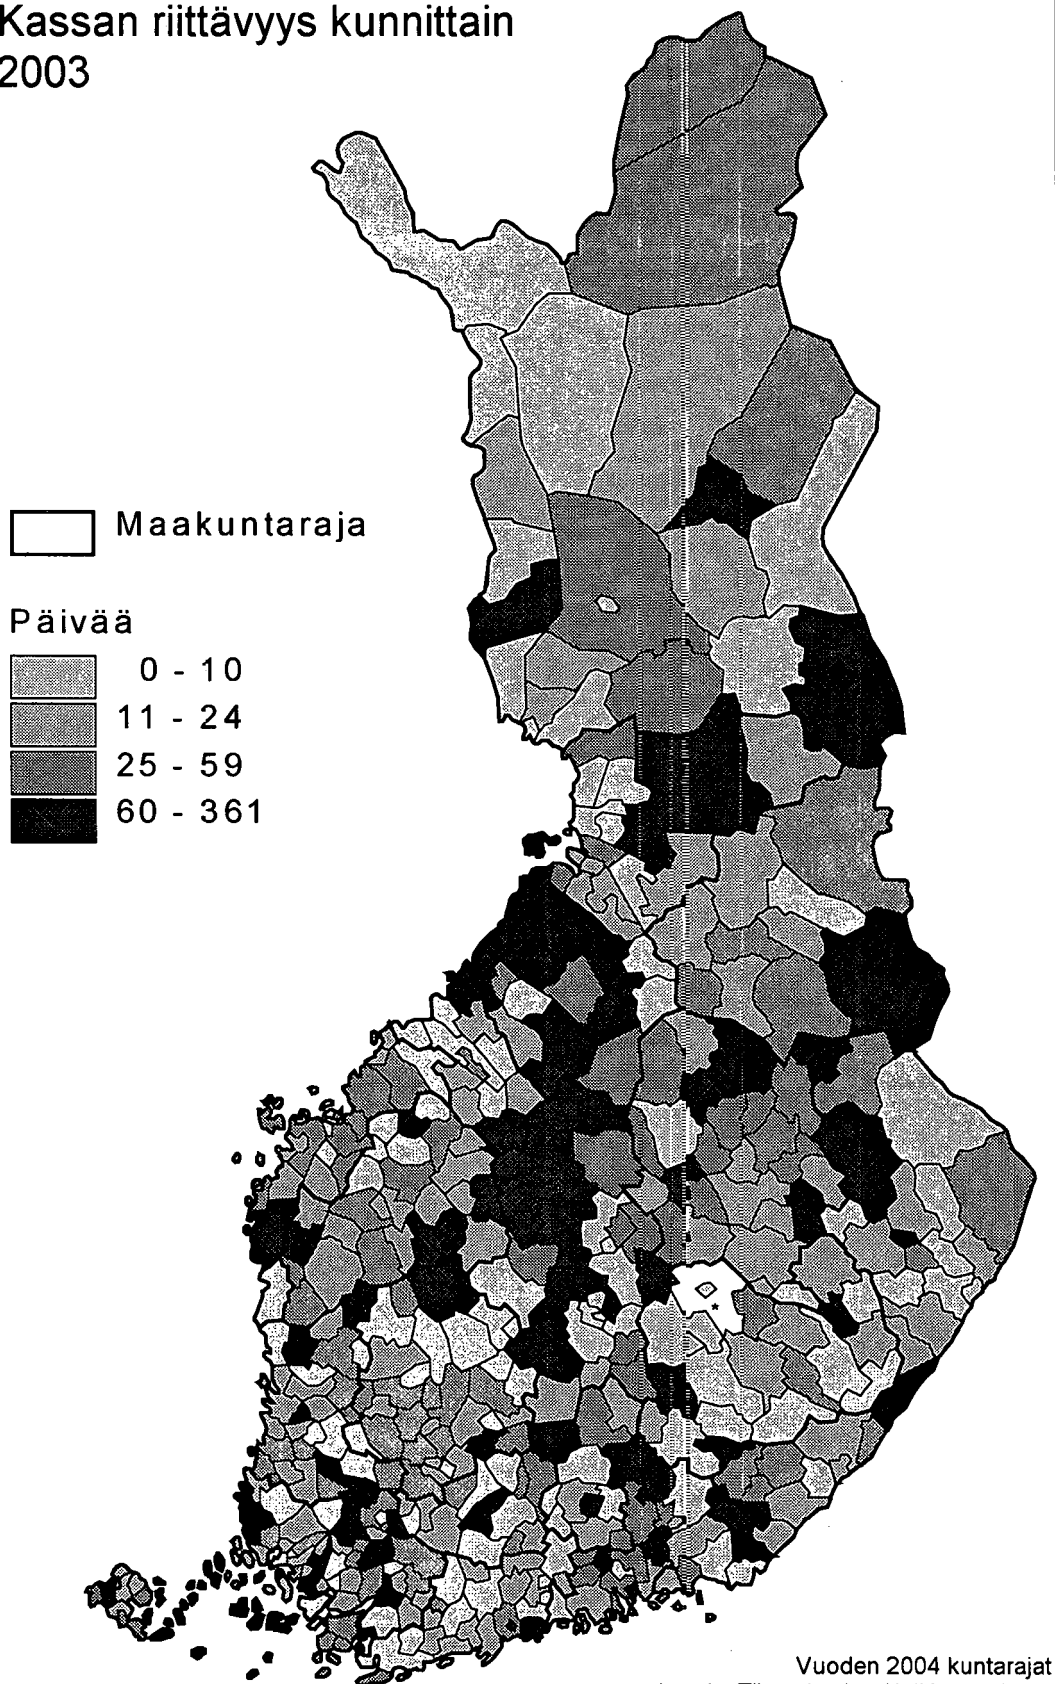 Kassan riittävyys kunnittain
2003
Maakuntaraja
Päivää
0 - 10
11 - 24
25 - 59
60 - 361
Vuoden 2004 kuntarajat